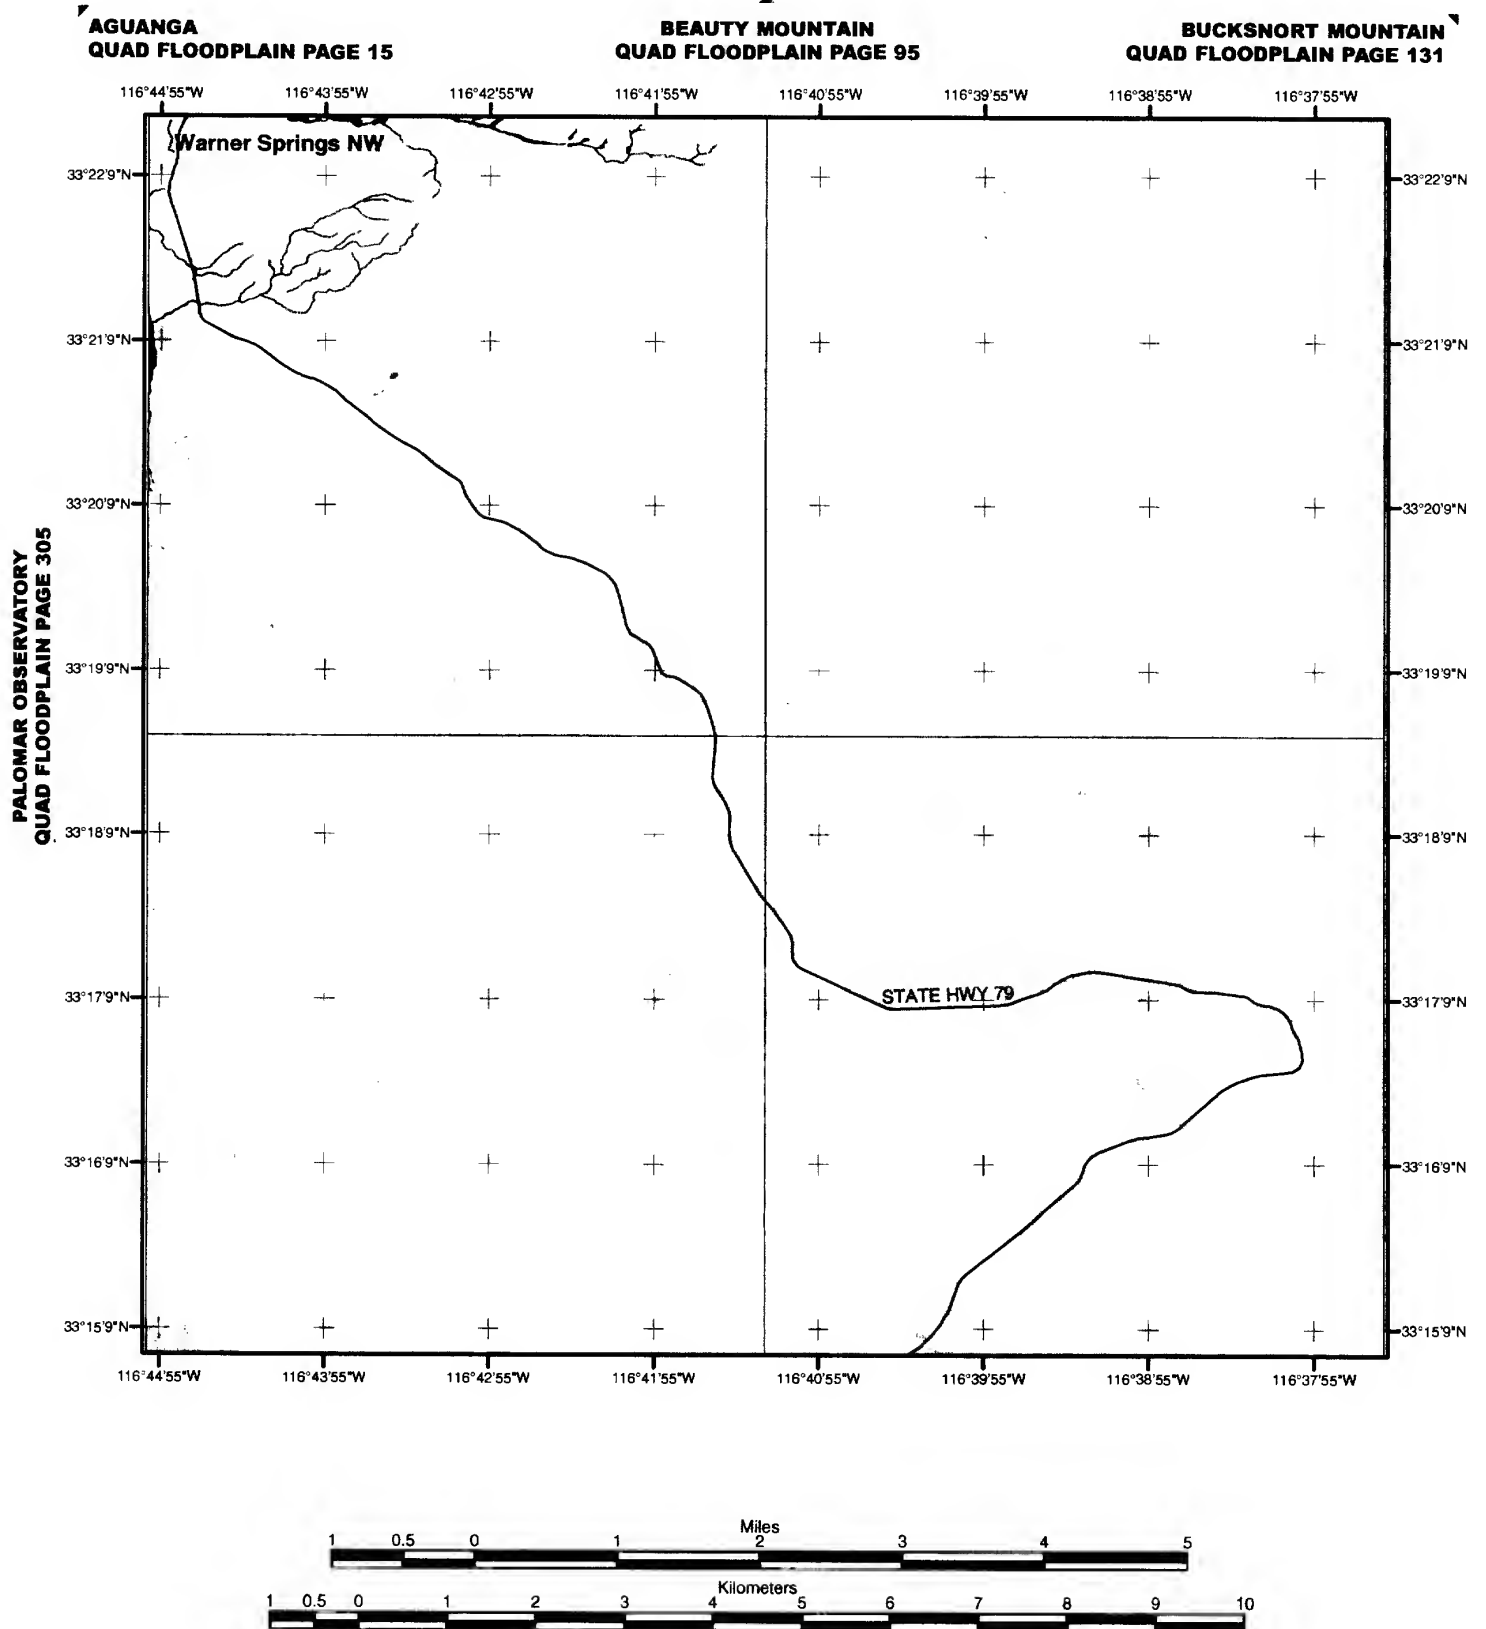 AGUANGA
QUAD FLOODPLAIN PAGE 15
BEAUTY MOUNTAIN
QUAD FLOODPLAIN PAGE 95
BUCKSNORT MOUNTAIN
QUAD FLOODPLAIN PAGE 131
116°44'55"W 116°43'55"W 116°42'55"W 116°41'55"W 116°40'55"W 116°39'55"W 116°38'55"W 116°37'55"W
Warner Springs NW
33°22'9"N 33°22'9"N
33°21'9"N 33°21'9"N
33°20'9"N 33°20'9"N
PALOMAR OBSERVATORY
QUAD FLOODPLAIN PAGE 305
33°19'9"N 33°19'9"N
33°18'9"N 33°18'9"N
STATE HWY 79
33°17'9"N 33°17'9"N
33°16'9"N 33°16'9"N
33°15'9"N 33°15'9"N
116°44'55"W 116°43'55"W 116°42'55"W 116°41'55"W 116°40'55"W 116°39'55"W 116°38'55"W 116°37'55"W
Miles
1 0.5 0 1 2 3 4 5
Kilometers
1 0.5 0 1 2 3 4 5 6 7 8 9 10